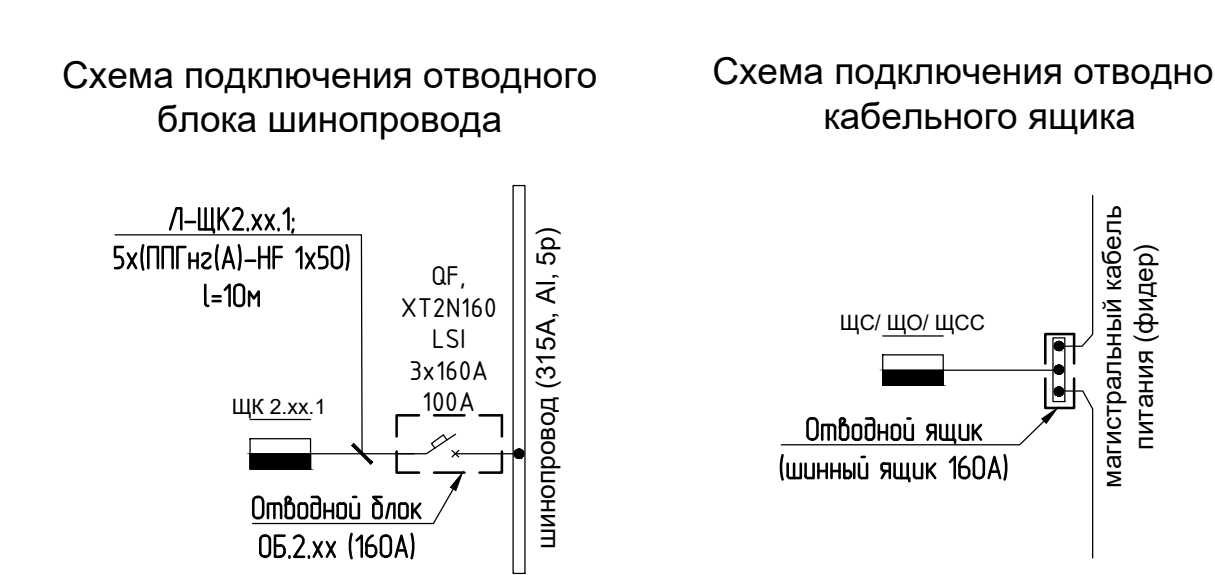 Схема подключения отводного
блока шинопровода
Л-ЩК2.хх.1;
5х(ППГнг(А)-HF 1х50)
l=10м
QF,
XT2N160
LSI
3х160А
100А
ЩК 2.хх.1
Отводной блок
ОБ.2.хх (160А)
шинопровод (315А, Al, 5р)
Схема подключения отводно
кабельного ящика
ЩС/ ЩО/ ЩСС
Отводной ящик
(шинный ящик 160А)
магистральный кабель
питания (фидер)